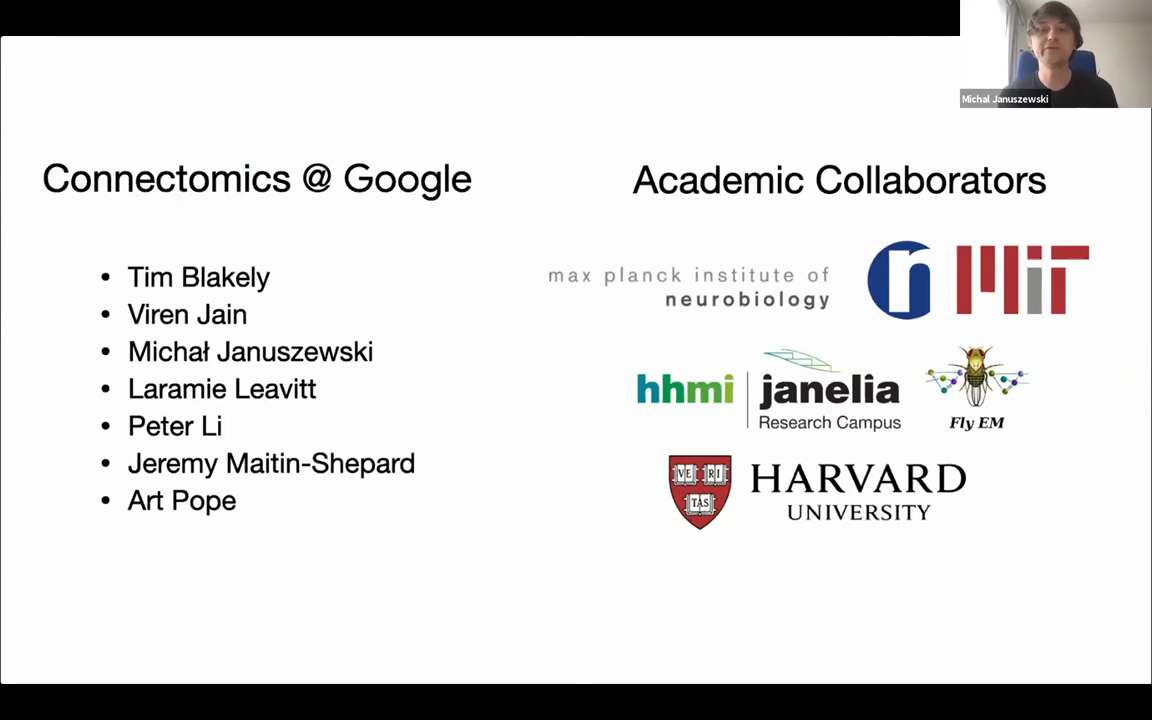 Michal Januszewski
Connectomics @ Google
• Tim Blakely
• Viren Jain
• Michał Januszewski
• Laramie Leavitt
• Peter Li
• Jeremy Maitin-Shepard
• Art Pope
Academic Collaborators
max planck institute of
neurobiology
n
MiT
hhmi | janelia
Research Campus
Fly EM
VE RI
TAS
HARVARD
UNIVERSITY